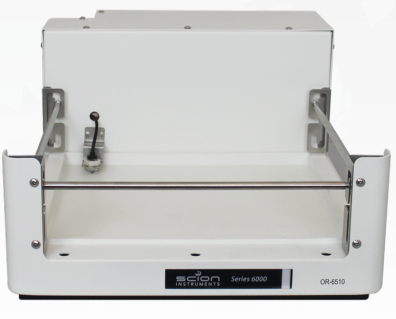 scion
INSTRUMENTS
Series 6000
OR-6510